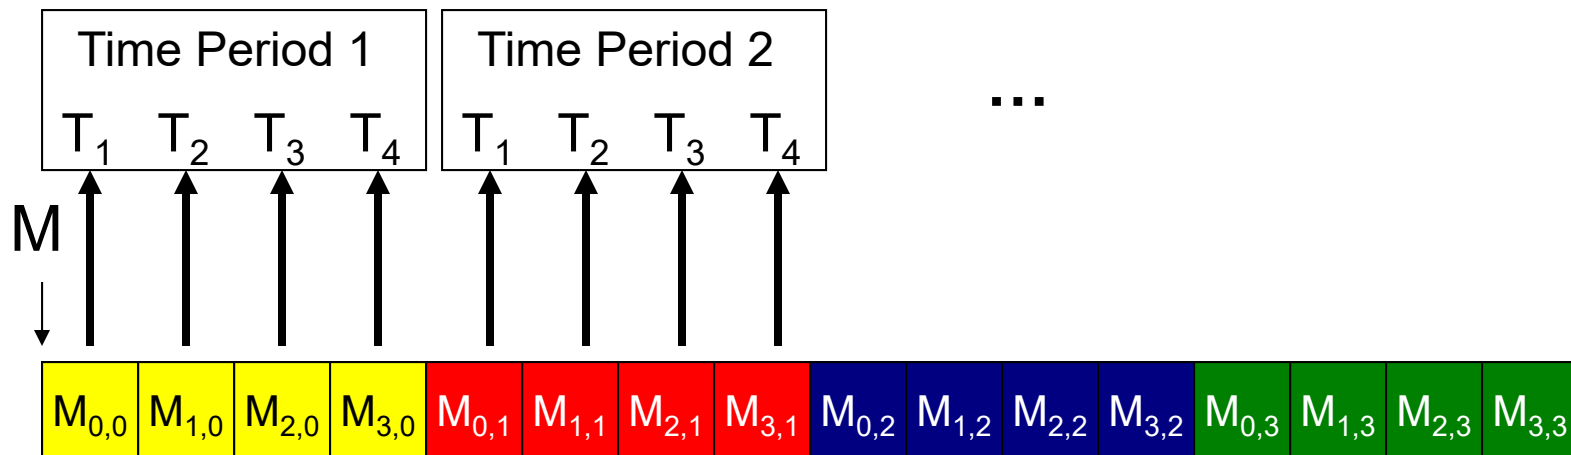 Time Period 1 Time Period 2
...
T1 T2 T3 T4 T1 T2 T3 T4
M
M0,0 M1,0 M2,0 M3,0 M0,1 M1,1 M2,1 M3,1 M0,2 M1,2 M2,2 M3,2 M0,3 M1,3 M2,3 M3,3